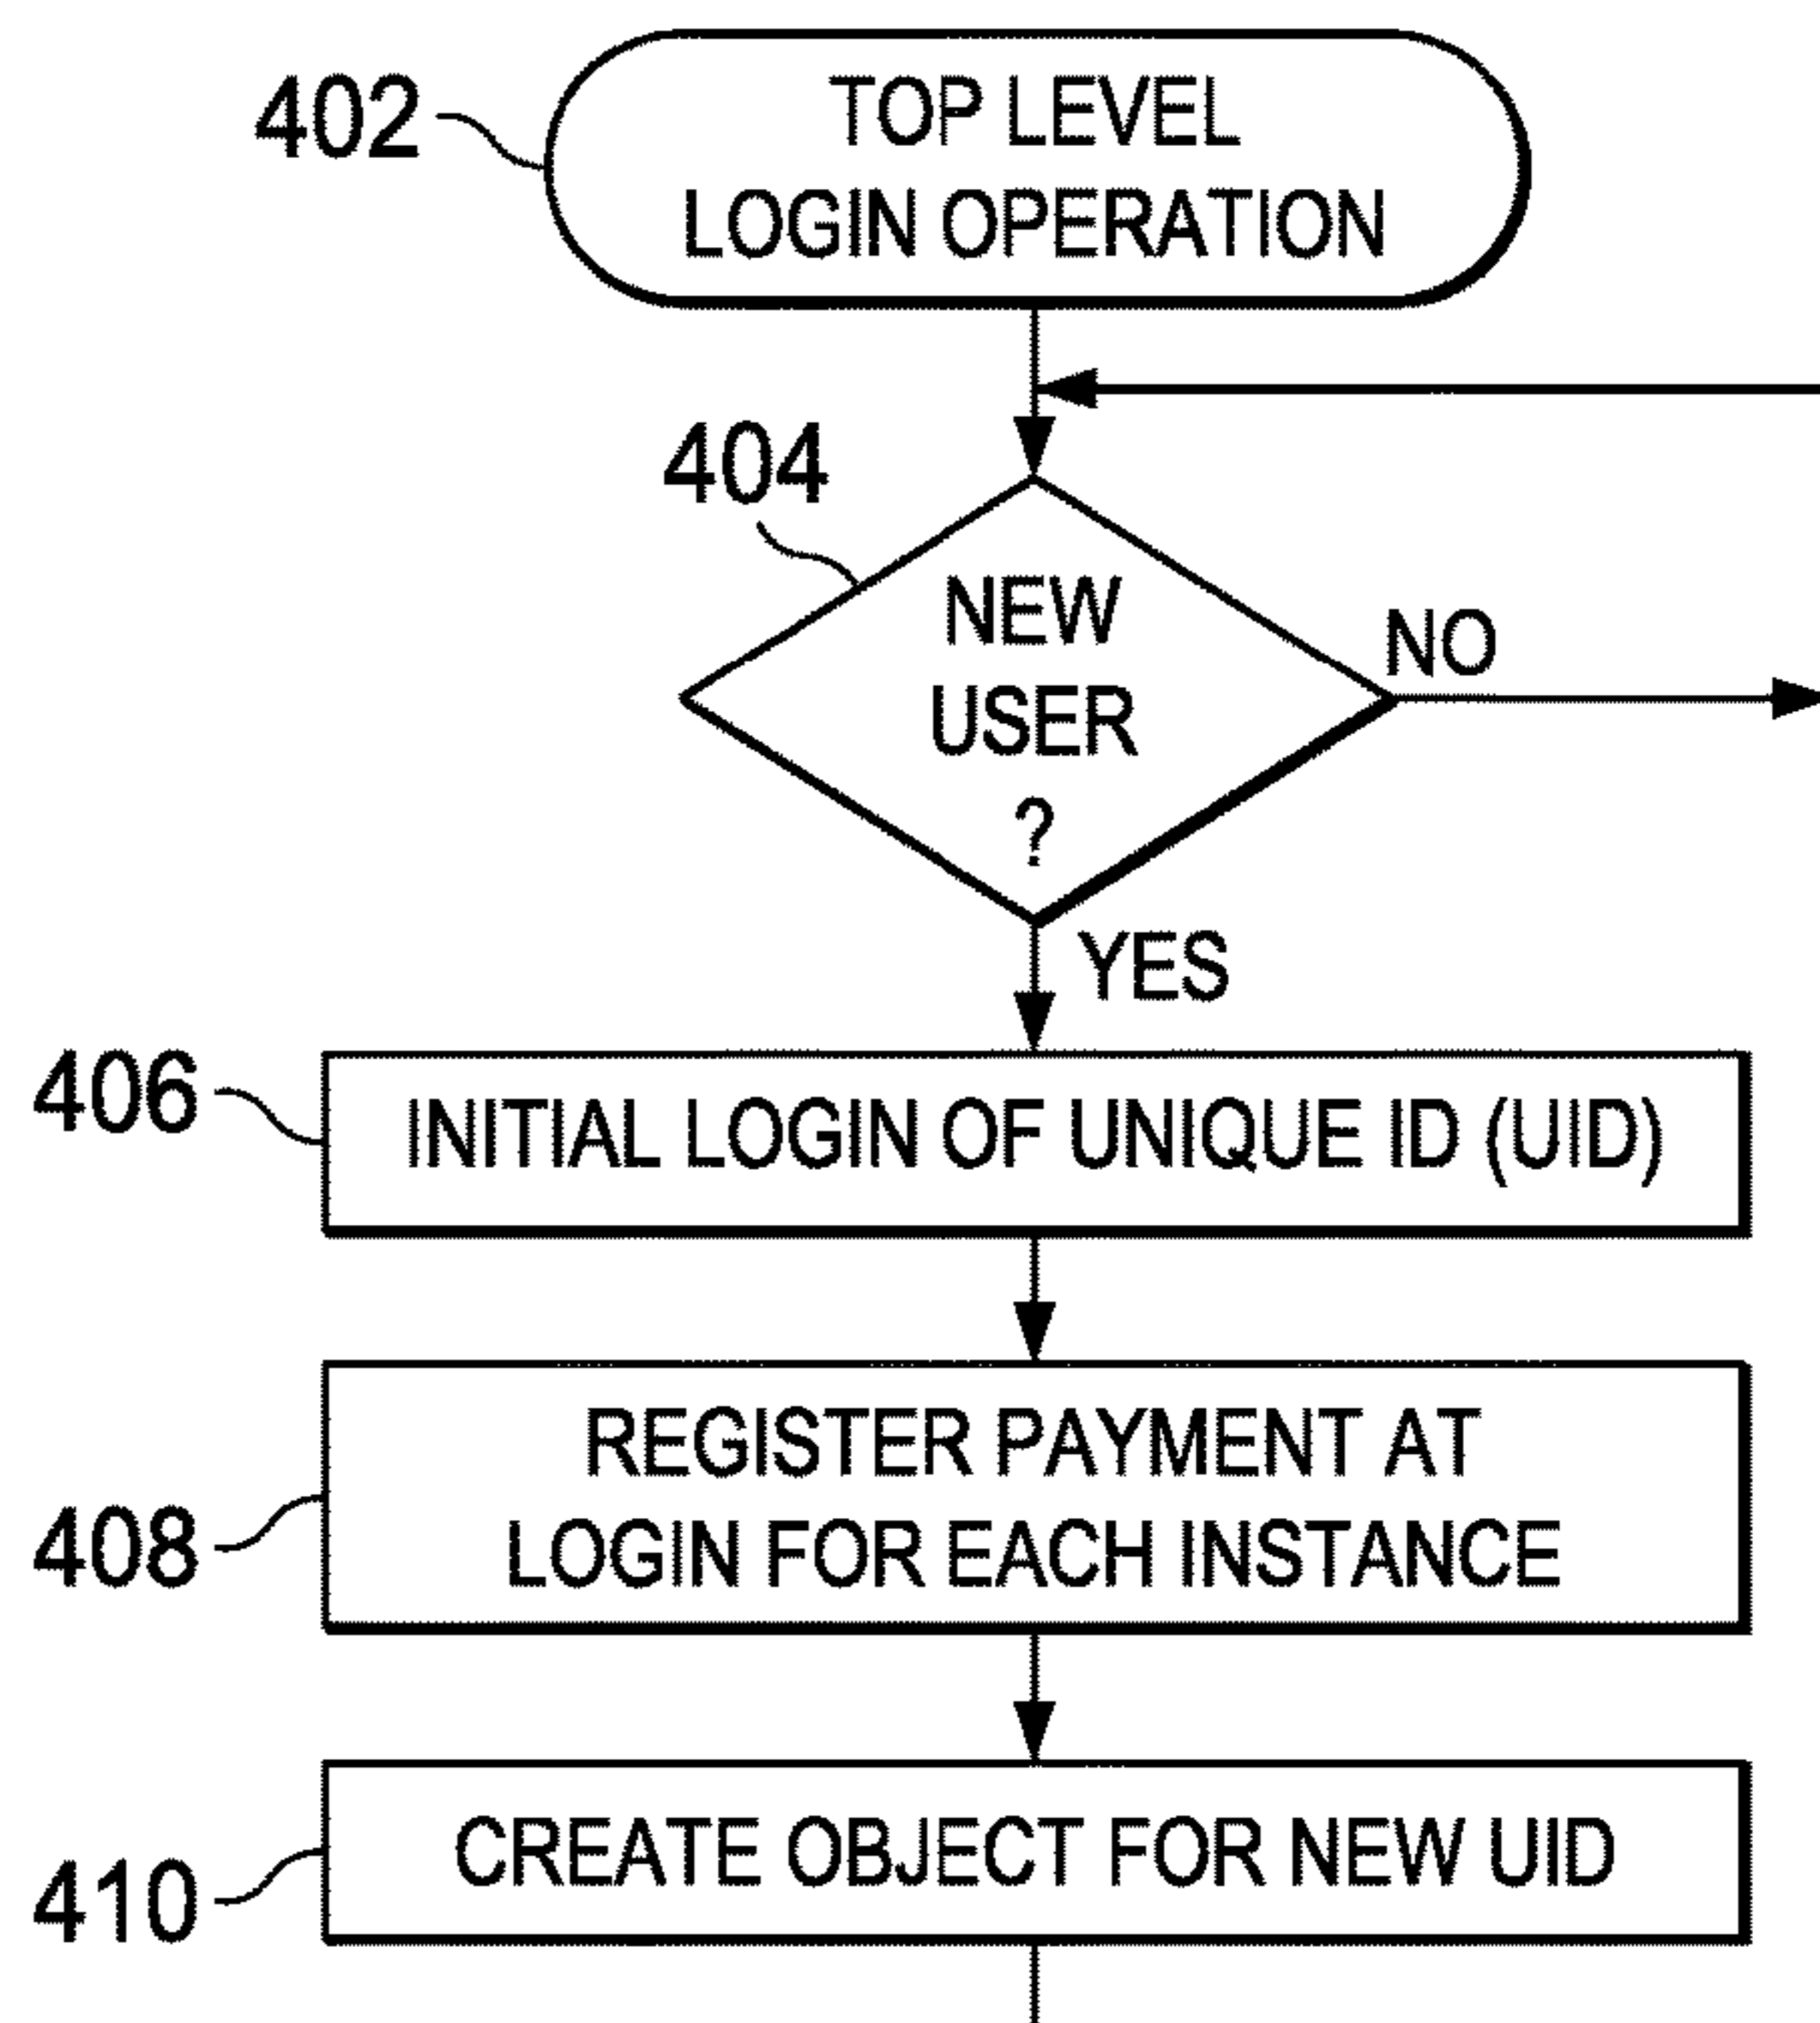 402
TOP LEVEL
LOGIN OPERATION
404
NEW
USER
?
NO
YES
406
INITIAL LOGIN OF UNIQUE ID (UID)
408
REGISTER PAYMENT AT
LOGIN FOR EACH INSTANCE
410
CREATE OBJECT FOR NEW UID